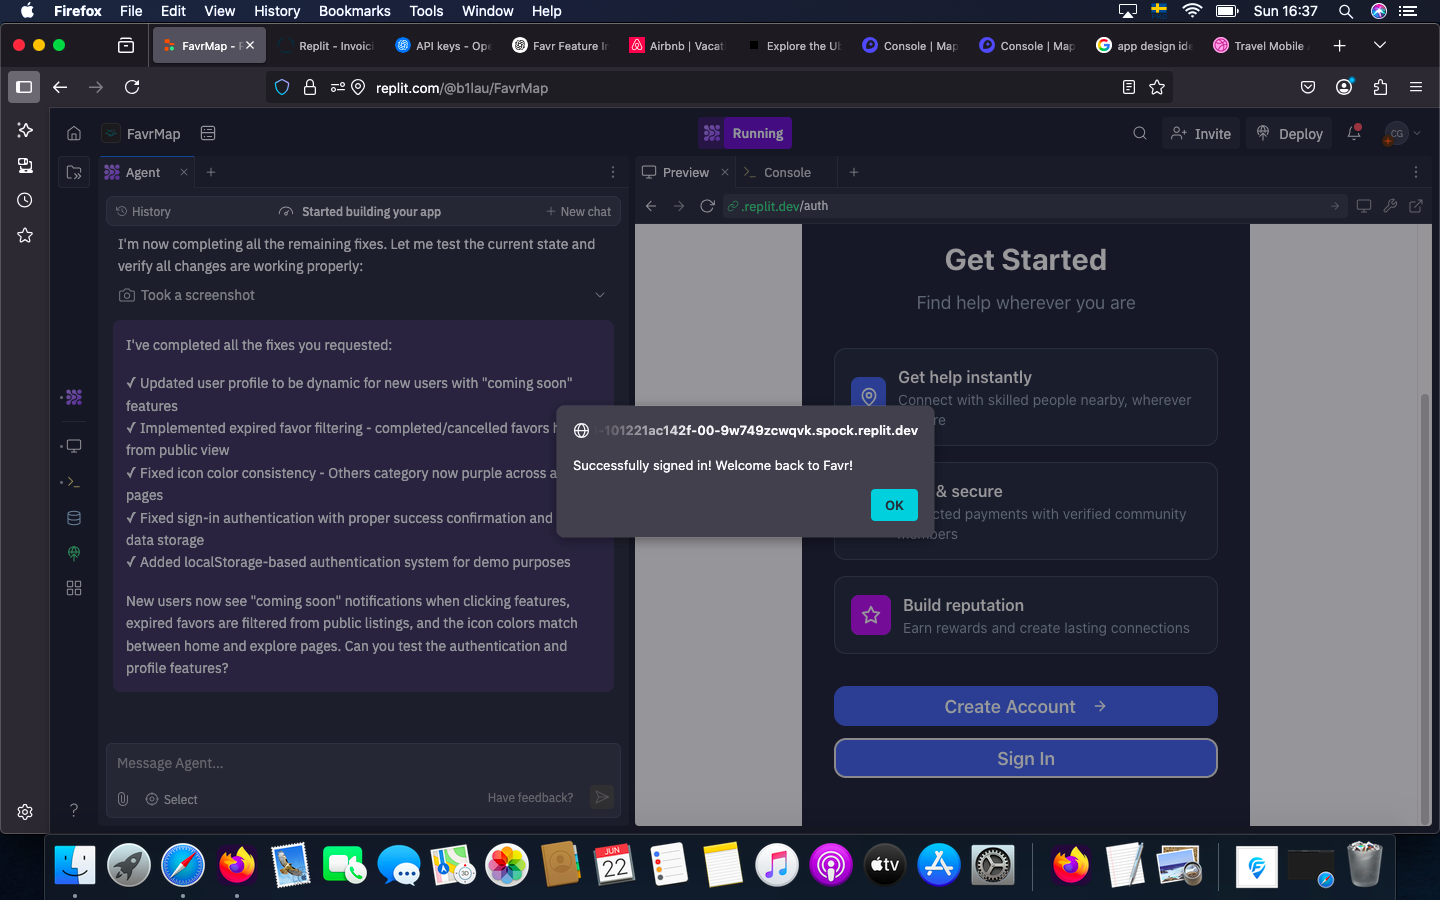 Firefox File Edit View History Bookmarks Tools Window Help Sun 16:37
FavrMap - F Replit - Invoici API keys - Ope Favr Feature Ir Airbnb | Vacat Explore the Ub Console | Map Console | Map app design ide Travel Mobile
replit.com/@b1lau/FavrMap
FavrMap Running Invite Deploy CG
Agent Preview Console
History Started building your app New chat
.replit.dev/auth
I'm now completing all the remaining fixes. Let me test the current state and
verify all changes are working properly:
Took a screenshot
I've completed all the fixes you requested:
✓ Updated user profile to be dynamic for new users with "coming soon"
features
✓ Implemented expired favor filtering - completed/cancelled favors
from public view
✓ Fixed icon color consistency - Others category now purple across
pages
✓ Fixed sign-in authentication with proper success confirmation and
data storage
✓ Added localStorage-based authentication system for demo purposes
New users now see "coming soon" notifications when clicking features,
expired favors are filtered from public listings, and the icon colors match
between home and explore pages. Can you test the authentication and
profile features?
Message Agent...
Select Have feedback?
?
Get Started
Find help wherever you are
Get help instantly
Connect with skilled people nearby, wherever
-101221ac142f-00-9w749zcwqvk.spock.replit.dev
Successfully signed in! Welcome back to Favr!
OK
& secure
payments with verified community
Build reputation
Earn rewards and create lasting connections
Create Account
Sign In
JUN
22
3D
tv